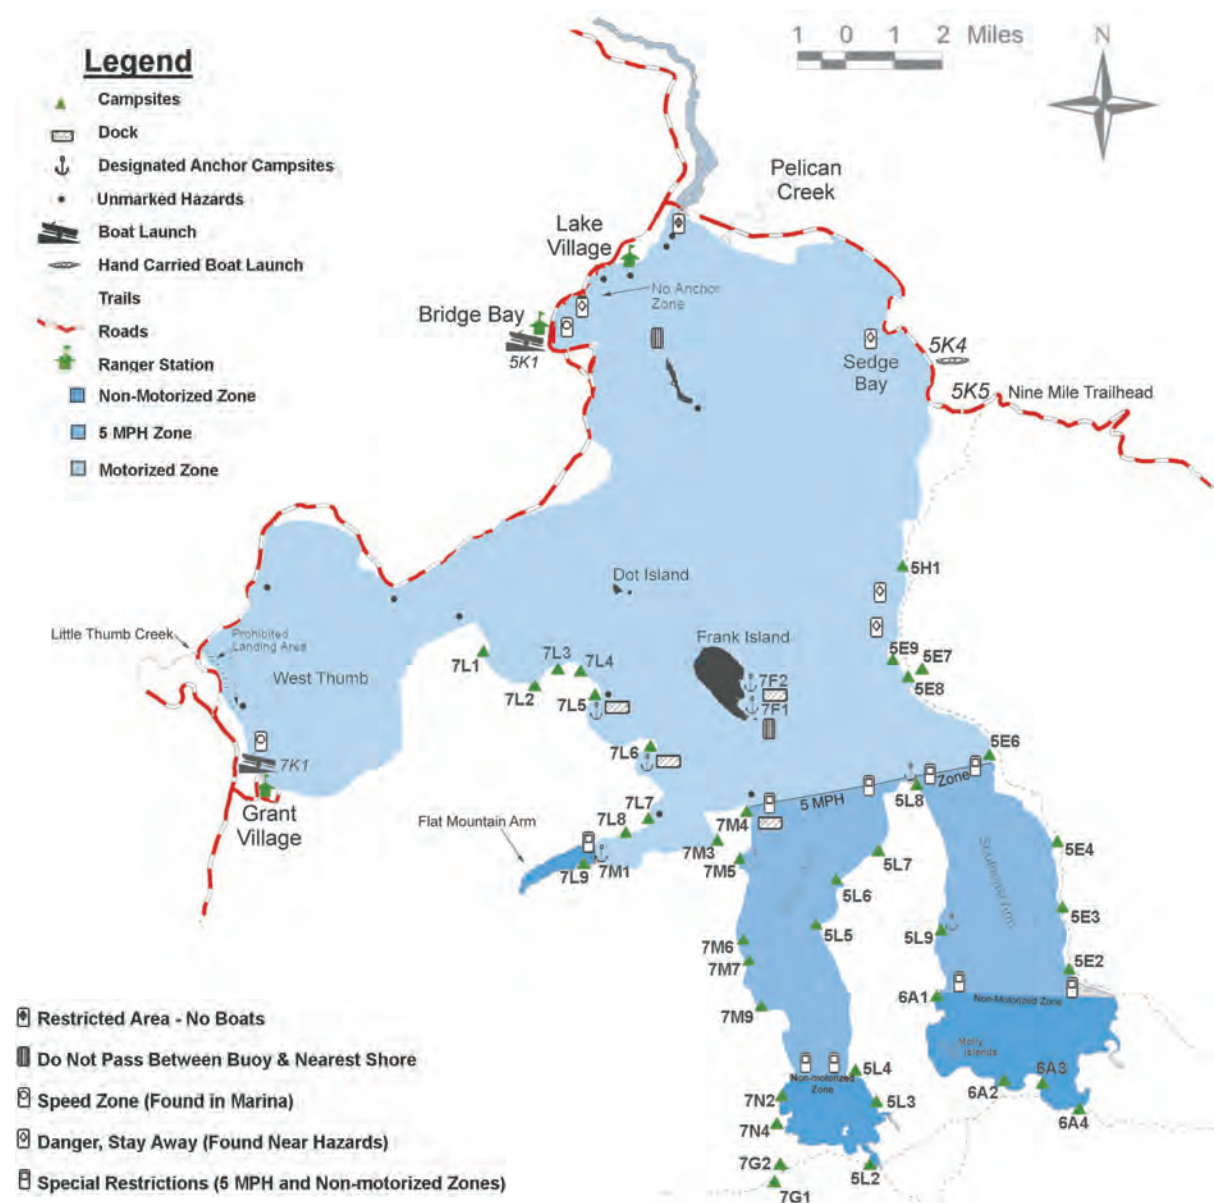 1 0 1 2 Miles
N
Legend
Campsites
Dock
Designated Anchor Campsites
Unmarked Hazards
Boat Launch
Hand Carried Boat Launch
Trails
Roads
Ranger Station
Non-Motorized Zone
5 MPH Zone
Motorized Zone
Pelican
Creek
Lake
Village
No Anchor
Zone
Bridge Bay
5K1
Sedge
Bay
5K4
5K5
Nine Mile Trailhead
5H1
Dot Island
Little Thumb Creek
Prohibited
Landing Area
West Thumb
Frank Island
7L1
7L2
7L3
7L4
7L5
7F2
7F1
5E9
5E7
5E8
7K1
Grant
Village
7L6
5E6
5 MPH
Zone
5L8
7L7
7L8
7M4
Flat Mountain Arm
7L9
7M1
7M3
7M5
5L7
5L6
5E4
Southeast Arm
5E3
5L5
5L9
7M6
7M7
5E2
6A1
Non-Motorized Zone
7M9
Molly
Islands
Non-motorized
Zone
5L4
5L3
6A3
6A2
6A4
7N2
7N4
7G2
7G1
5L2
Restricted Area - No Boats
Do Not Pass Between Buoy & Nearest Shore
Speed Zone (Found in Marina)
Danger, Stay Away (Found Near Hazards)
Special Restrictions (5 MPH and Non-motorized Zones)